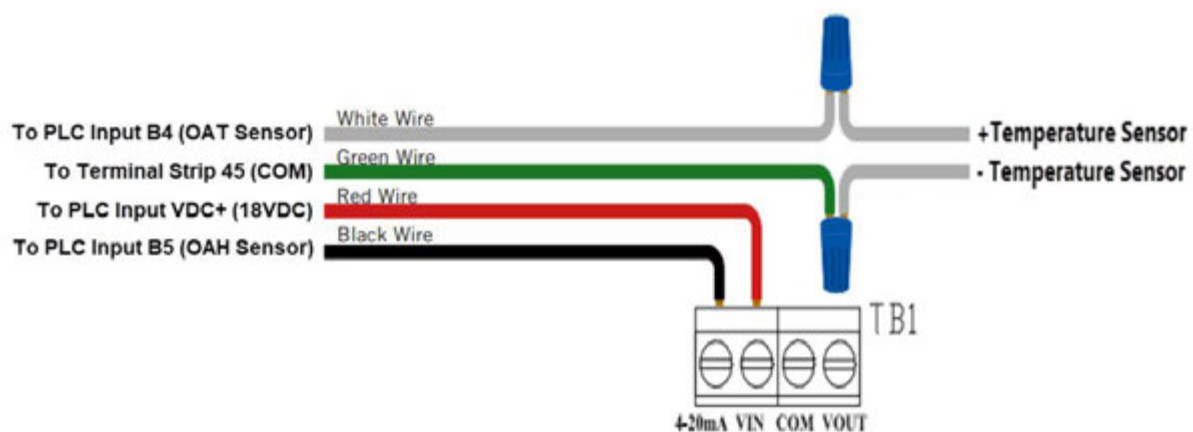 White Wire
To PLC Input B4 (OAT Sensor)
+Temperature Sensor
Green Wire
To Terminal Strip 45 (COM)
- Temperature Sensor
Red Wire
To PLC Input VDC+ (18VDC)
Black Wire
To PLC Input B5 (OAH Sensor)
TB1
4-20mA VIN COM VOUT